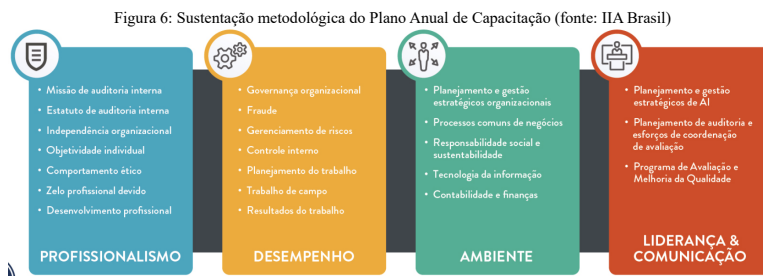 Figura 6: Sustentação metodológica do Plano Anual de Capacitação (fonte: IIA Brasil)
• Missão de auditoria interna
• Estatuto de auditoria interna
• Independência organizacional
• Objetividade individual
• Comportamento ético
• Zelo profissional devido
• Desenvolvimento profissional
PROFISSIONALISMO
• Governança organizacional
• Fraude
• Gerenciamento de riscos
• Controle interno
• Planejamento do trabalho
• Trabalho de campo
• Resultados do trabalho
DESEMPENHO
• Planejamento e gestão
estratégicos organizacionais
• Processos comuns de negócios
• Responsabilidade social e
sustentabilidade
• Tecnologia da informação
• Contabilidade e finanças
AMBIENTE
• Planejamento e gestão
estratégicos de AI
• Planejamento de auditoria e
esforços de coordenação
de avaliação
• Programa de Avaliação e
Melhoria da Qualidade
LIDERANÇA &
COMUNICAÇÃO